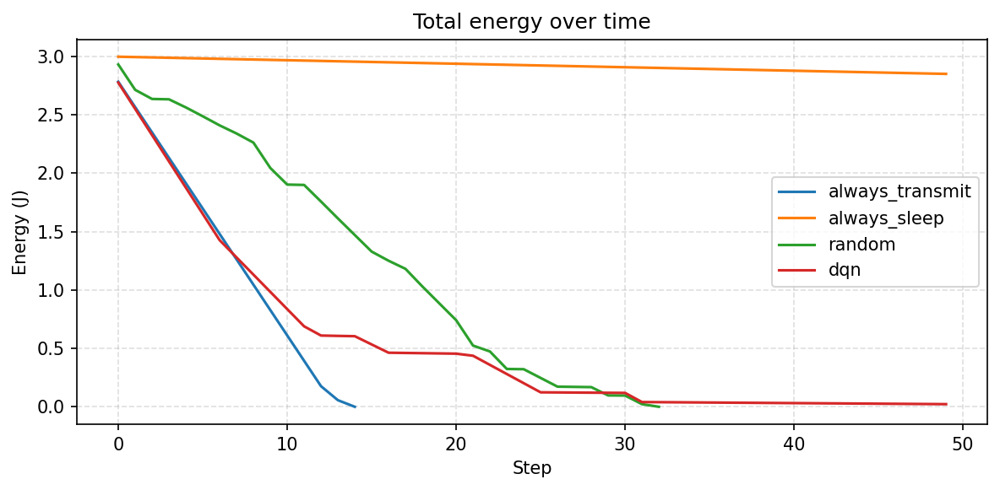 Total energy over time
Energy (J)
3.0
2.5
2.0
1.5
1.0
0.5
0.0
always_transmit
always_sleep
random
dqn
0 10 20 30 40 50
Step